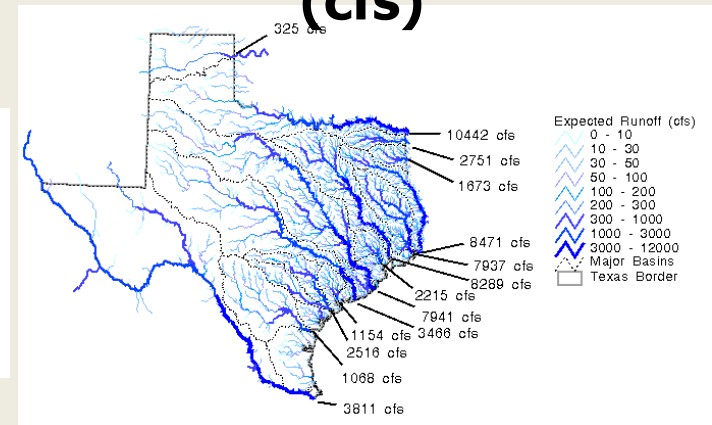 (cfs)
325 cfs
10442 cfs
2751 cfs
1673 cfs
8471 cfs
7937 cfs
8289 cfs
2215 cfs
7941 cfs
3466 cfs
1154 cfs
2516 cfs
1068 cfs
3811 cfs
Expected Runoff (cfs)
0 - 10
10 - 30
30 - 50
50 - 100
100 - 200
200 - 300
300 - 1000
1000 - 3000
3000 - 12000
Major Basins
Texas Border